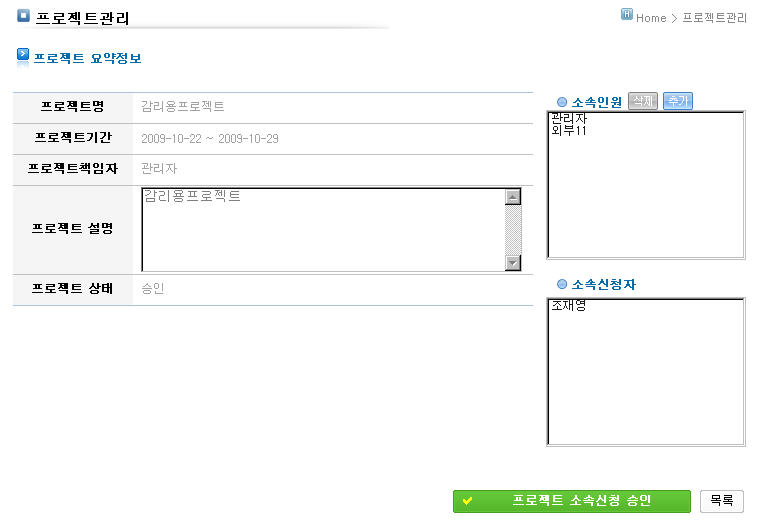 프로젝트관리
Home > 프로젝트관리
프로젝트 요약정보
프로젝트명 감리용프로젝트
프로젝트기간 2009-10-22 ~ 2009-10-29
프로젝트책임자 관리자
프로젝트 설명 감리용프로젝트
프로젝트 상태 승인
소속인원 삭제 추가
관리자
외부11
소속신청자
조재영
프로젝트 소속신청 승인 목록